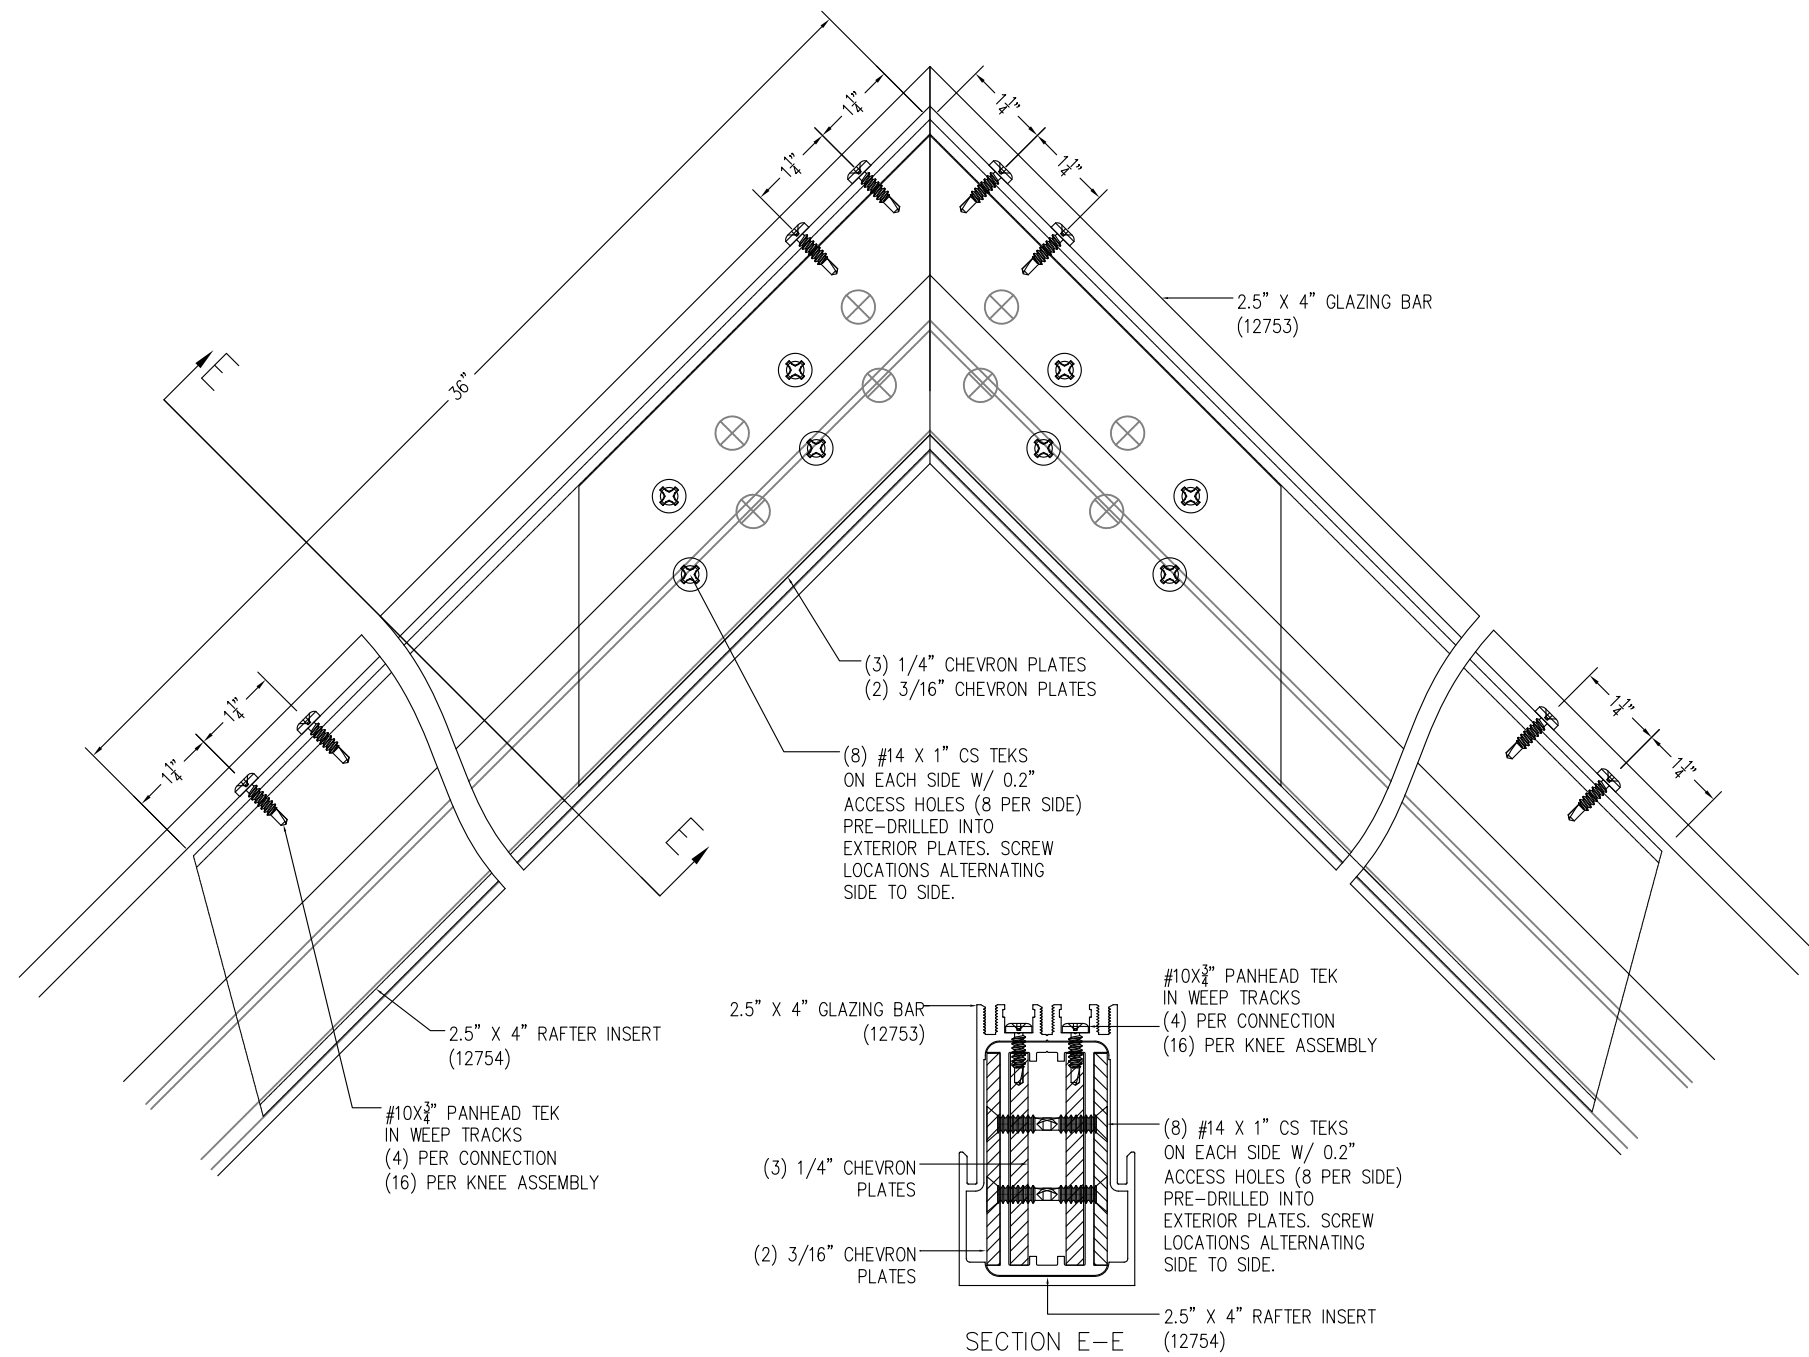 1¼"
1¼"
1¼"
1¼"
36"
E
2.5" X 4" GLAZING BAR
(12753)
(3) 1/4" CHEVRON PLATES
(2) 3/16" CHEVRON PLATES
1¼"
1¼"
1¼"
1¼"
(8) #14 X 1" CS TEKS
ON EACH SIDE W/ 0.2"
ACCESS HOLES (8 PER SIDE)
PRE-DRILLED INTO
EXTERIOR PLATES. SCREW
LOCATIONS ALTERNATING
SIDE TO SIDE.
E
2.5" X 4" RAFTER INSERT
(12754)
#10X¾" PANHEAD TEK
IN WEEP TRACKS
(4) PER CONNECTION
(16) PER KNEE ASSEMBLY
2.5" X 4" GLAZING BAR
(12753)
#10X¾" PANHEAD TEK
IN WEEP TRACKS
(4) PER CONNECTION
(16) PER KNEE ASSEMBLY
(3) 1/4" CHEVRON
PLATES
(2) 3/16" CHEVRON
PLATES
(8) #14 X 1" CS TEKS
ON EACH SIDE W/ 0.2"
ACCESS HOLES (8 PER SIDE)
PRE-DRILLED INTO
EXTERIOR PLATES. SCREW
LOCATIONS ALTERNATING
SIDE TO SIDE.
2.5" X 4" RAFTER INSERT
(12754)
SECTION E-E